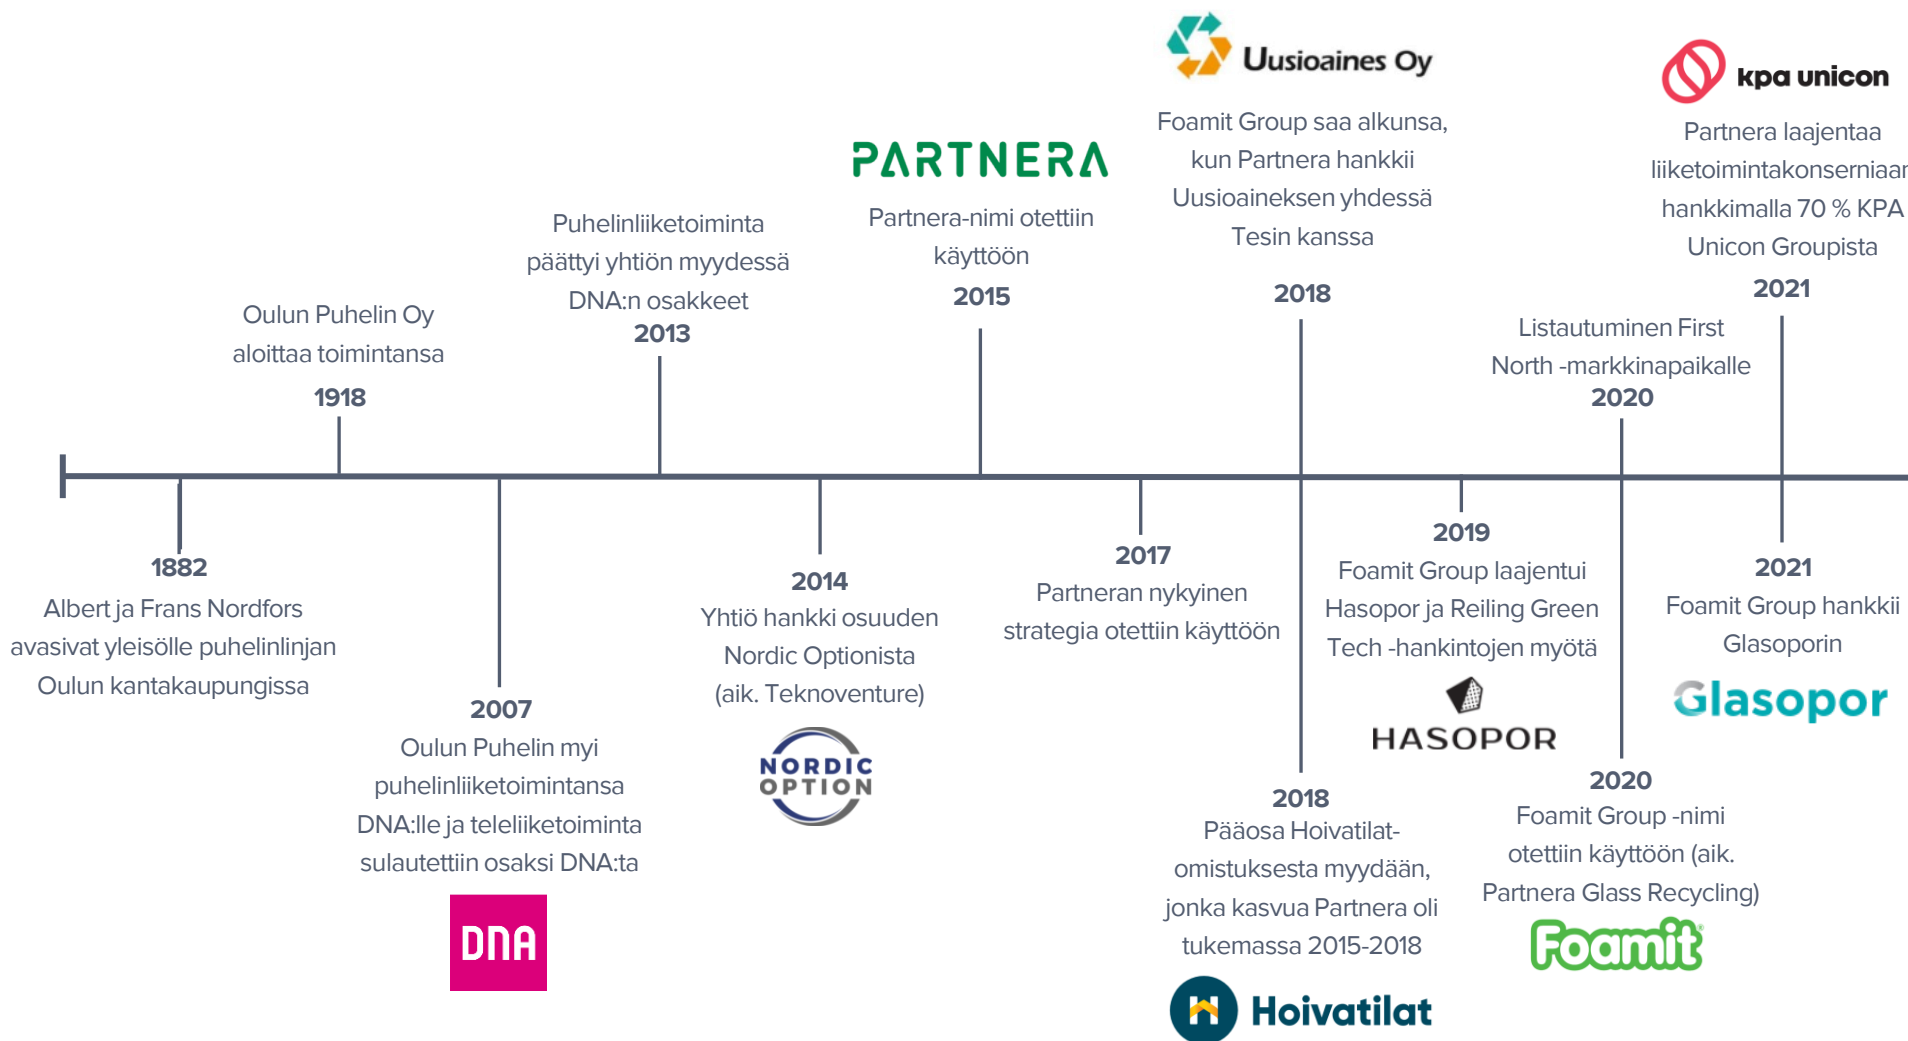 Uusioaines Oy
Foamit Group saa alkunsa,
kun Partnera hankkii
Uusioaineksen yhdessä
Tesin kanssa
2018
kpa unicon
Partnera laajentaa
liiketoimintakonserniaan
hankkimalla 70 % KPA
Unicon Groupista
2021
PARTNERA
Partnera-nimi otettiin
käyttöön
2015
Puhelinliiketoiminta
päättyi yhtiön myydessä
DNA:n osakkeet
2013
Oulun Puhelin Oy
aloittaa toimintansa
1918
Listautuminen First
North -markkinapaikalle
2020
1882
Albert ja Frans Nordfors
avasivat yleisölle puhelinlinjan
Oulun kantakaupungissa
2007
Oulun Puhelin myi
puhelinliiketoimintansa
DNA:lle ja teleliiketoiminta
sulautettiin osaksi DNA:ta
DNA
2014
Yhtiö hankki osuuden
Nordic Optionista
(aik. Teknoventure)
NORDIC
OPTION
2017
Partneran nykyinen
strategia otettiin käyttöön
2018
Pääosa Hoivatilat-
omistuksesta myydään,
jonka kasvua Partnera oli
tukemassa 2015-2018
Hoivatilat
2019
Foamit Group laajentui
Hasopor ja Reiling Green
Tech -hankintojen myötä
HASOPOR
2020
Foamit Group -nimi
otettiin käyttöön (aik.
Partnera Glass Recycling)
Foamit
2021
Foamit Group hankkii
Glasoporin
Glasopor